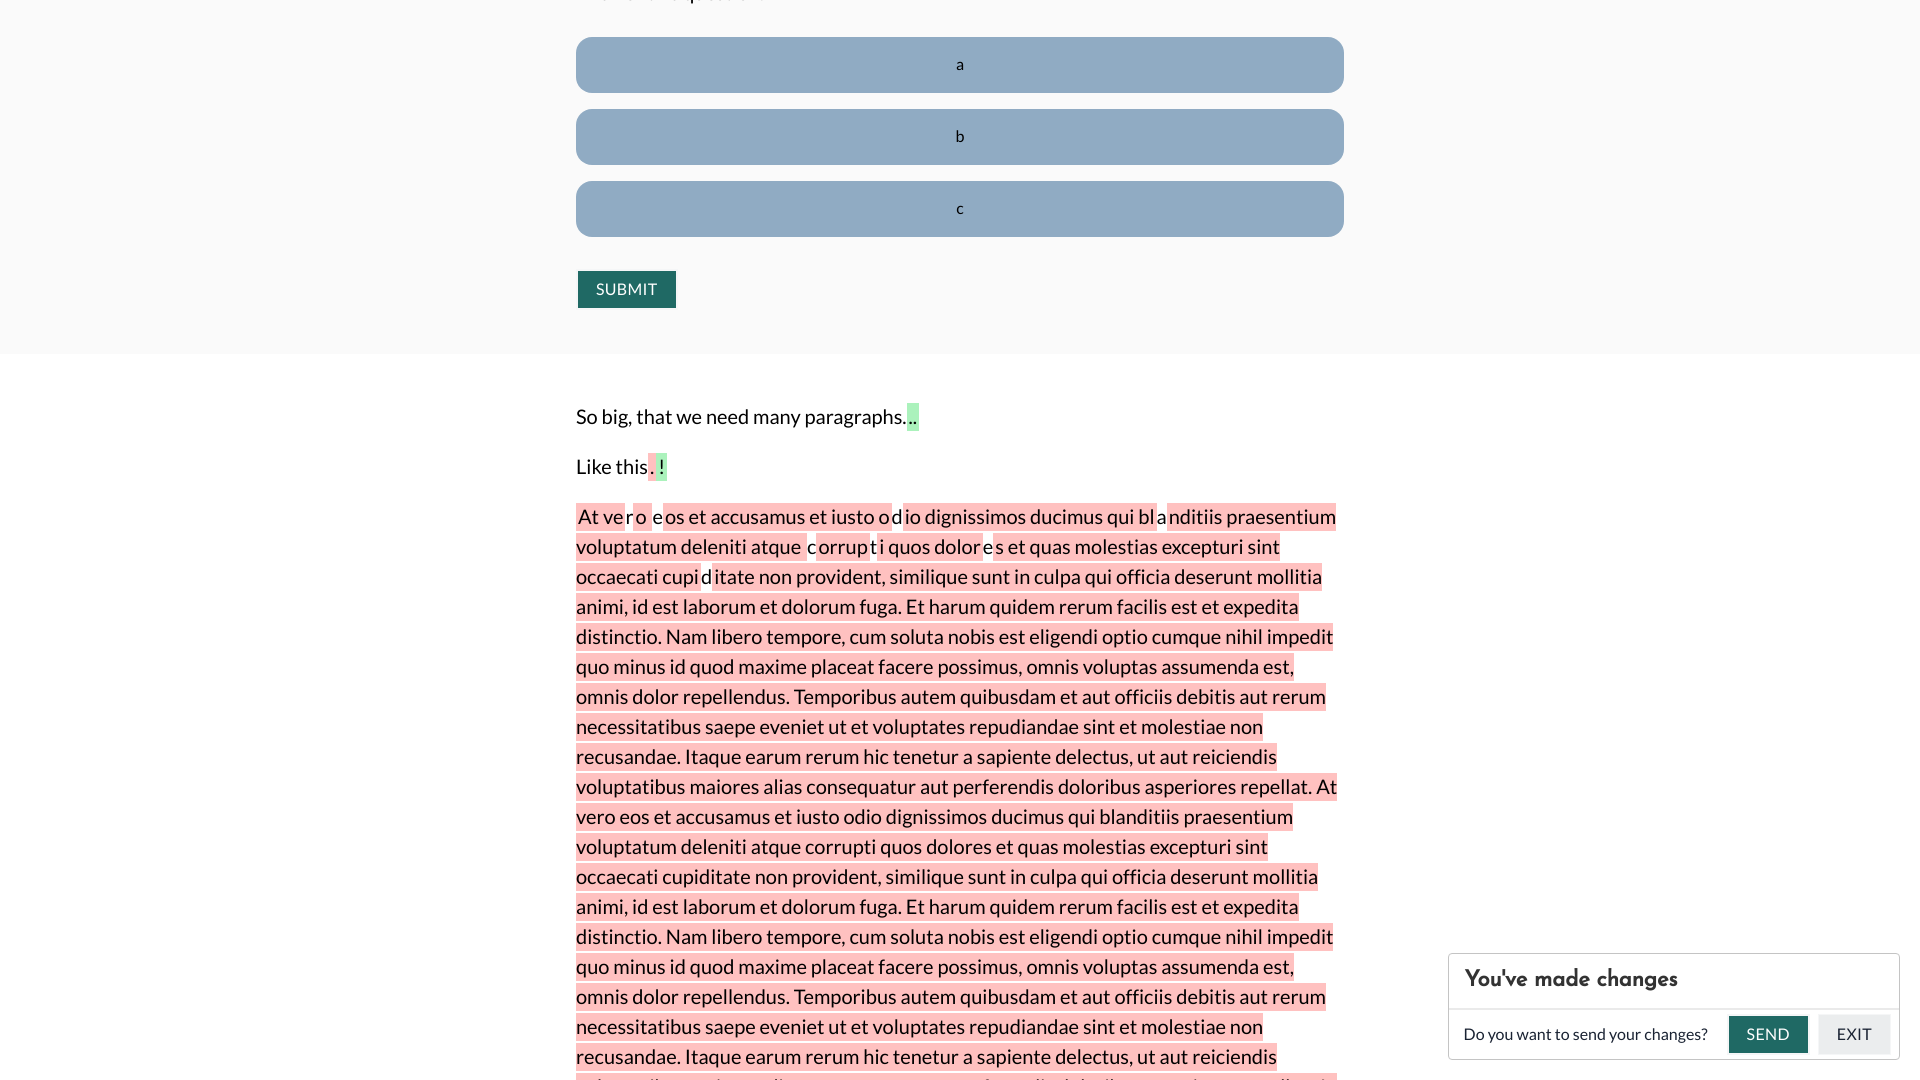 a
b
c
SUBMIT
So big, that we need many paragraphs...
Like this.!
At vero eos et accusamus et iusto odio dignissimos ducimus qui blanditiis praesentium
voluptatum deleniti atque corrupti quos dolores et quas molestias excepturi sint
occaecati cupiditate non provident, similique sunt in culpa qui officia deserunt mollitia
animi, id est laborum et dolorum fuga. Et harum quidem rerum facilis est et expedita
distinctio. Nam libero tempore, cum soluta nobis est eligendi optio cumque nihil impedit
quo minus id quod maxime placeat facere possimus, omnis voluptas assumenda est,
omnis dolor repellendus. Temporibus autem quibusdam et aut officiis debitis aut rerum
necessitatibus saepe eveniet ut et voluptates repudiandae sint et molestiae non
recusandae. Itaque earum rerum hic tenetur a sapiente delectus, ut aut reiciendis
voluptatibus maiores alias consequatur aut perferendis doloribus asperiores repellat. At
vero eos et accusamus et iusto odio dignissimos ducimus qui blanditiis praesentium
voluptatum deleniti atque corrupti quos dolores et quas molestias excepturi sint
occaecati cupiditate non provident, similique sunt in culpa qui officia deserunt mollitia
animi, id est laborum et dolorum fuga. Et harum quidem rerum facilis est et expedita
distinctio. Nam libero tempore, cum soluta nobis est eligendi optio cumque nihil impedit
quo minus id quod maxime placeat facere possimus, omnis voluptas assumenda est,
omnis dolor repellendus. Temporibus autem quibusdam et aut officiis debitis aut rerum
necessitatibus saepe eveniet ut et voluptates repudiandae sint et molestiae non
recusandae. Itaque earum rerum hic tenetur a sapiente delectus, ut aut reiciendis
You've made changes
Do you want to send your changes?
SEND
EXIT